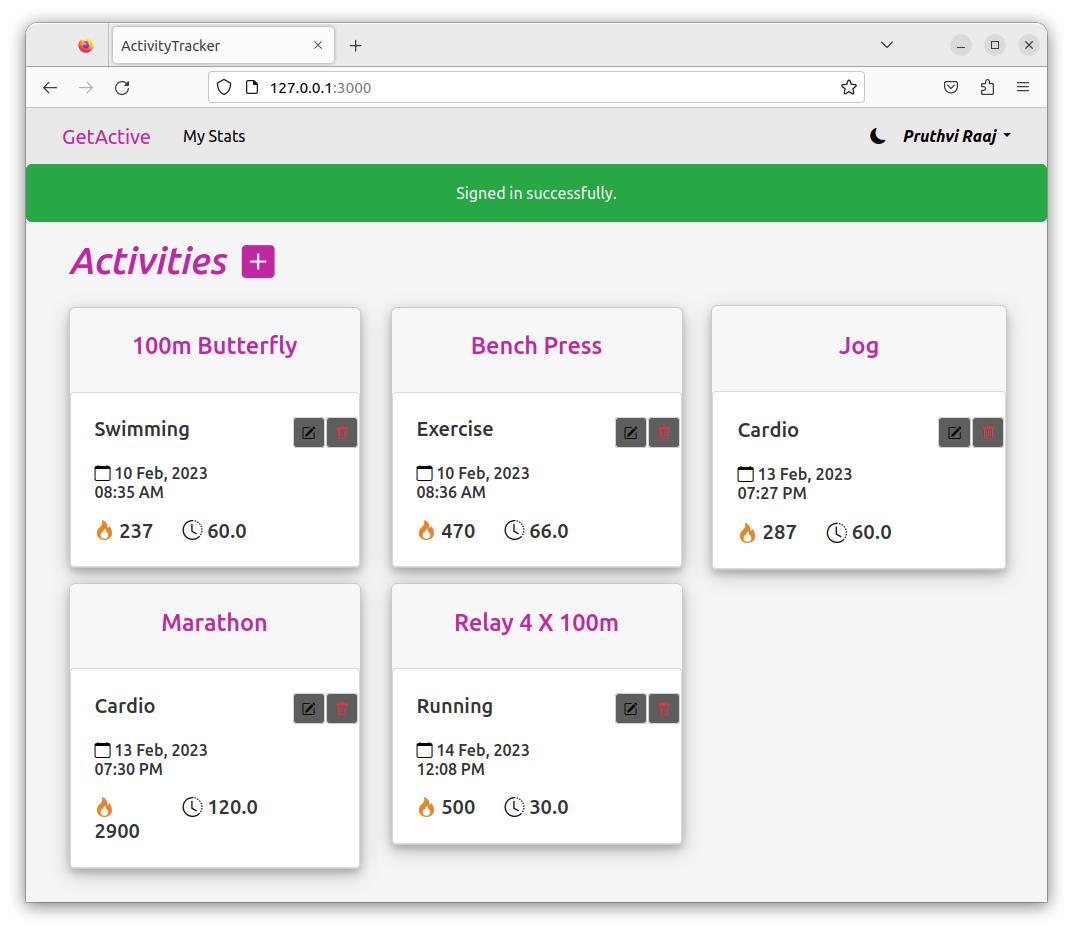 ActivityTracker
127.0.0.1:3000
GetActive My Stats Pruthvi Raaj
Signed in successfully.
Activities
100m Butterfly
Swimming
10 Feb, 2023
08:35 AM
237 60.0
Bench Press
Exercise
10 Feb, 2023
08:36 AM
470 66.0
Jog
Cardio
13 Feb, 2023
07:27 PM
287 60.0
Marathon
Cardio
13 Feb, 2023
07:30 PM
120.0
2900
Relay 4 X 100m
Running
14 Feb, 2023
12:08 PM
500 30.0